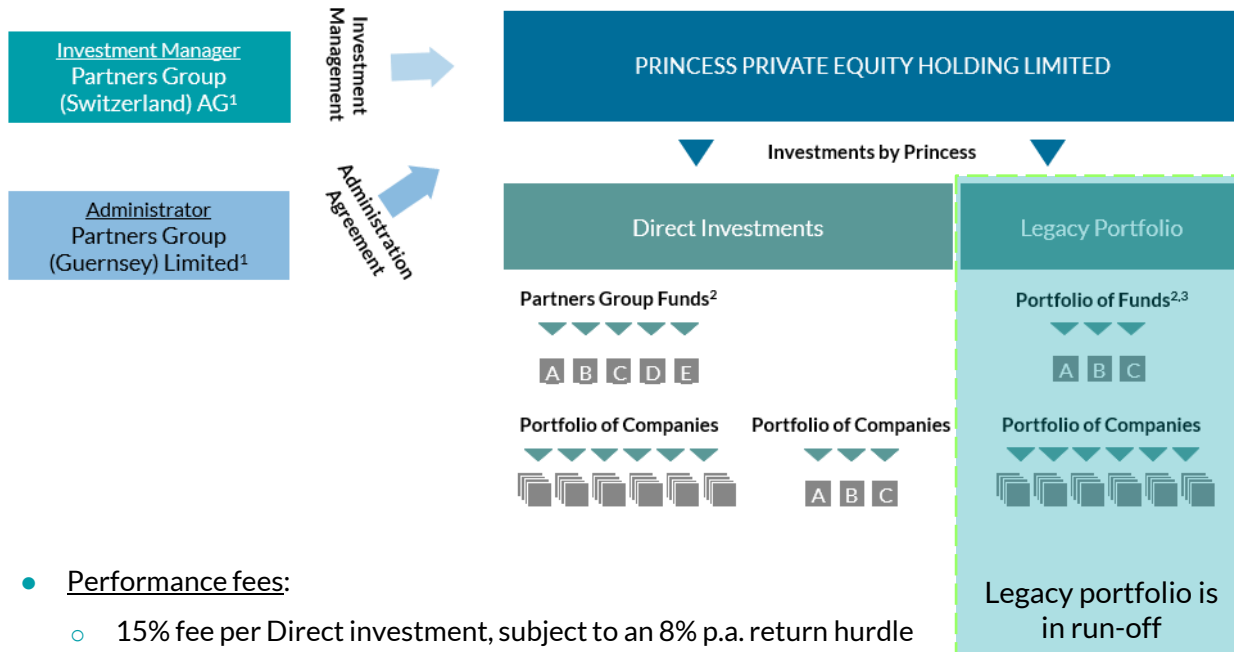 Investment Manager
Partners Group
(Switzerland) AG¹
Investment
Management
PRINCESS PRIVATE EQUITY HOLDING LIMITED
Investments by Princess
Administrator
Partners Group
(Guernsey) Limited¹
Administration
Agreement
Direct Investments
Legacy Portfolio
Partners Group Funds²
Portfolio of Funds²,³
A B C D E
A B C
Portfolio of Companies
Portfolio of Companies
Portfolio of Companies
A B C
Legacy portfolio is
in run-off
● Performance fees:
○ 15% fee per Direct investment, subject to an 8% p.a. return hurdle